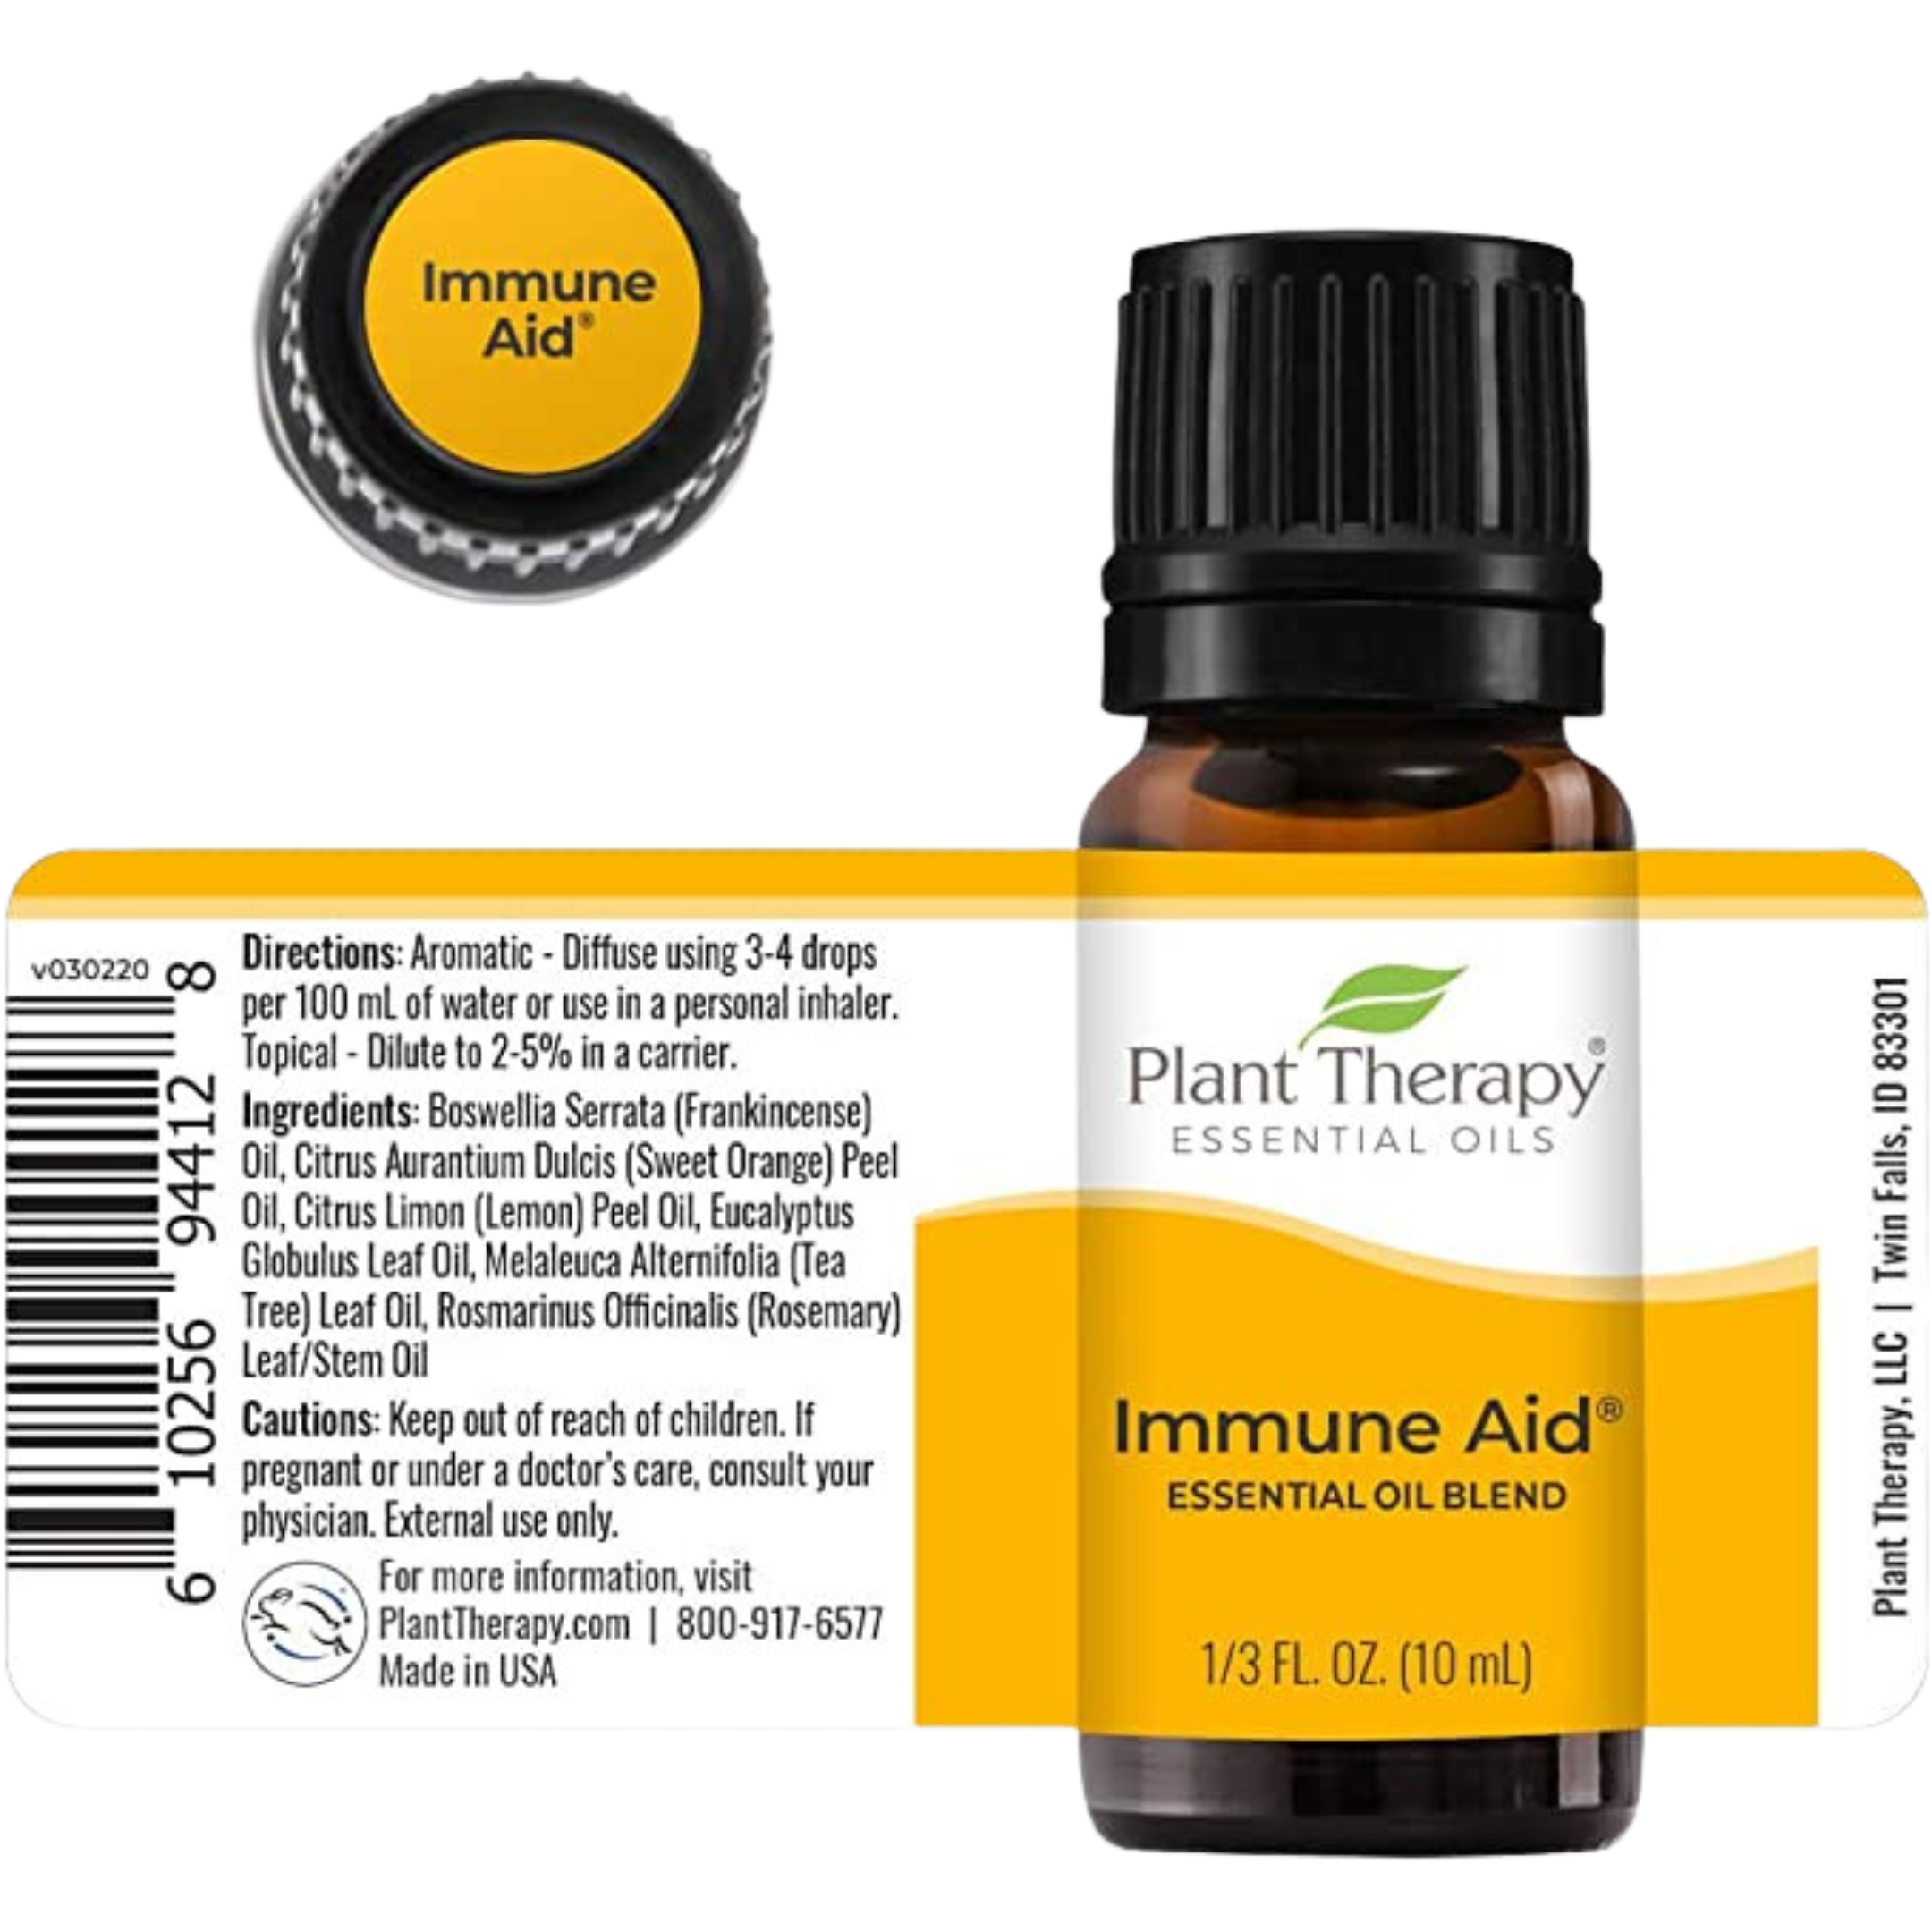 Immune
Aid®
v030220
6 10256 94412 8
Directions: Aromatic - Diffuse using 3-4 drops
per 100 mL of water or use in a personal inhaler.
Topical - Dilute to 2-5% in a carrier.
Ingredients: Boswellia Serrata (Frankincense)
Oil, Citrus Aurantium Dulcis (Sweet Orange) Peel
Oil, Citrus Limon (Lemon) Peel Oil, Eucalyptus
Globulus Leaf Oil, Melaleuca Alternifolia (Tea
Tree) Leaf Oil, Rosmarinus Officinalis (Rosemary)
Leaf/Stem Oil
Cautions: Keep out of reach of children. If
pregnant or under a doctor's care, consult your
physician. External use only.
For more information, visit
PlantTherapy.com | 800-917-6577
Made in USA
Plant Therapy®
ESSENTIAL OILS
Immune Aid®
ESSENTIAL OIL BLEND
1/3 FL. OZ. (10 mL)
Plant Therapy, LLC | Twin Falls, ID 83301